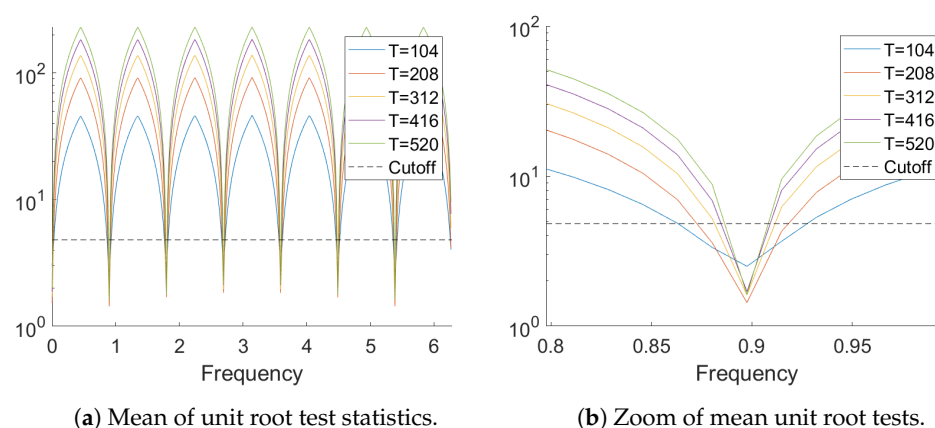 10²
10¹
10⁰
0
1
2
3
4
5
6
Frequency
T=104
T=208
T=312
T=416
T=520
Cutoff
(a) Mean of unit root test statistics.
10²
10¹
10⁰
0.8
0.85
0.9
0.95
Frequency
T=104
T=208
T=312
T=416
T=520
Cutoff
(b) Zoom of mean unit root tests.